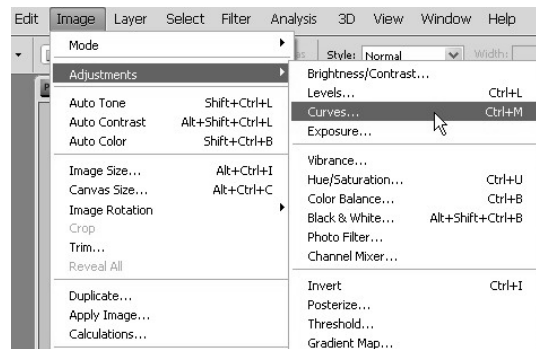 Edit Image Layer Select Filter Analysis 3D View Window Help
Style: Normal Width:
Mode
Adjustments
Auto Tone Shift+Ctrl+L
Auto Contrast Alt+Shift+Ctrl+L
Auto Color Shift+Ctrl+B
Image Size... Alt+Ctrl+I
Canvas Size... Alt+Ctrl+C
Image Rotation
Crop
Trim...
Reveal All
Duplicate...
Apply Image...
Calculations...
Brightness/Contrast...
Levels... Ctrl+L
Curves... Ctrl+M
Exposure...
Vibrance...
Hue/Saturation... Ctrl+U
Color Balance... Ctrl+B
Black & White... Alt+Shift+Ctrl+B
Photo Filter...
Channel Mixer...
Invert Ctrl+I
Posterize...
Threshold...
Gradient Map...